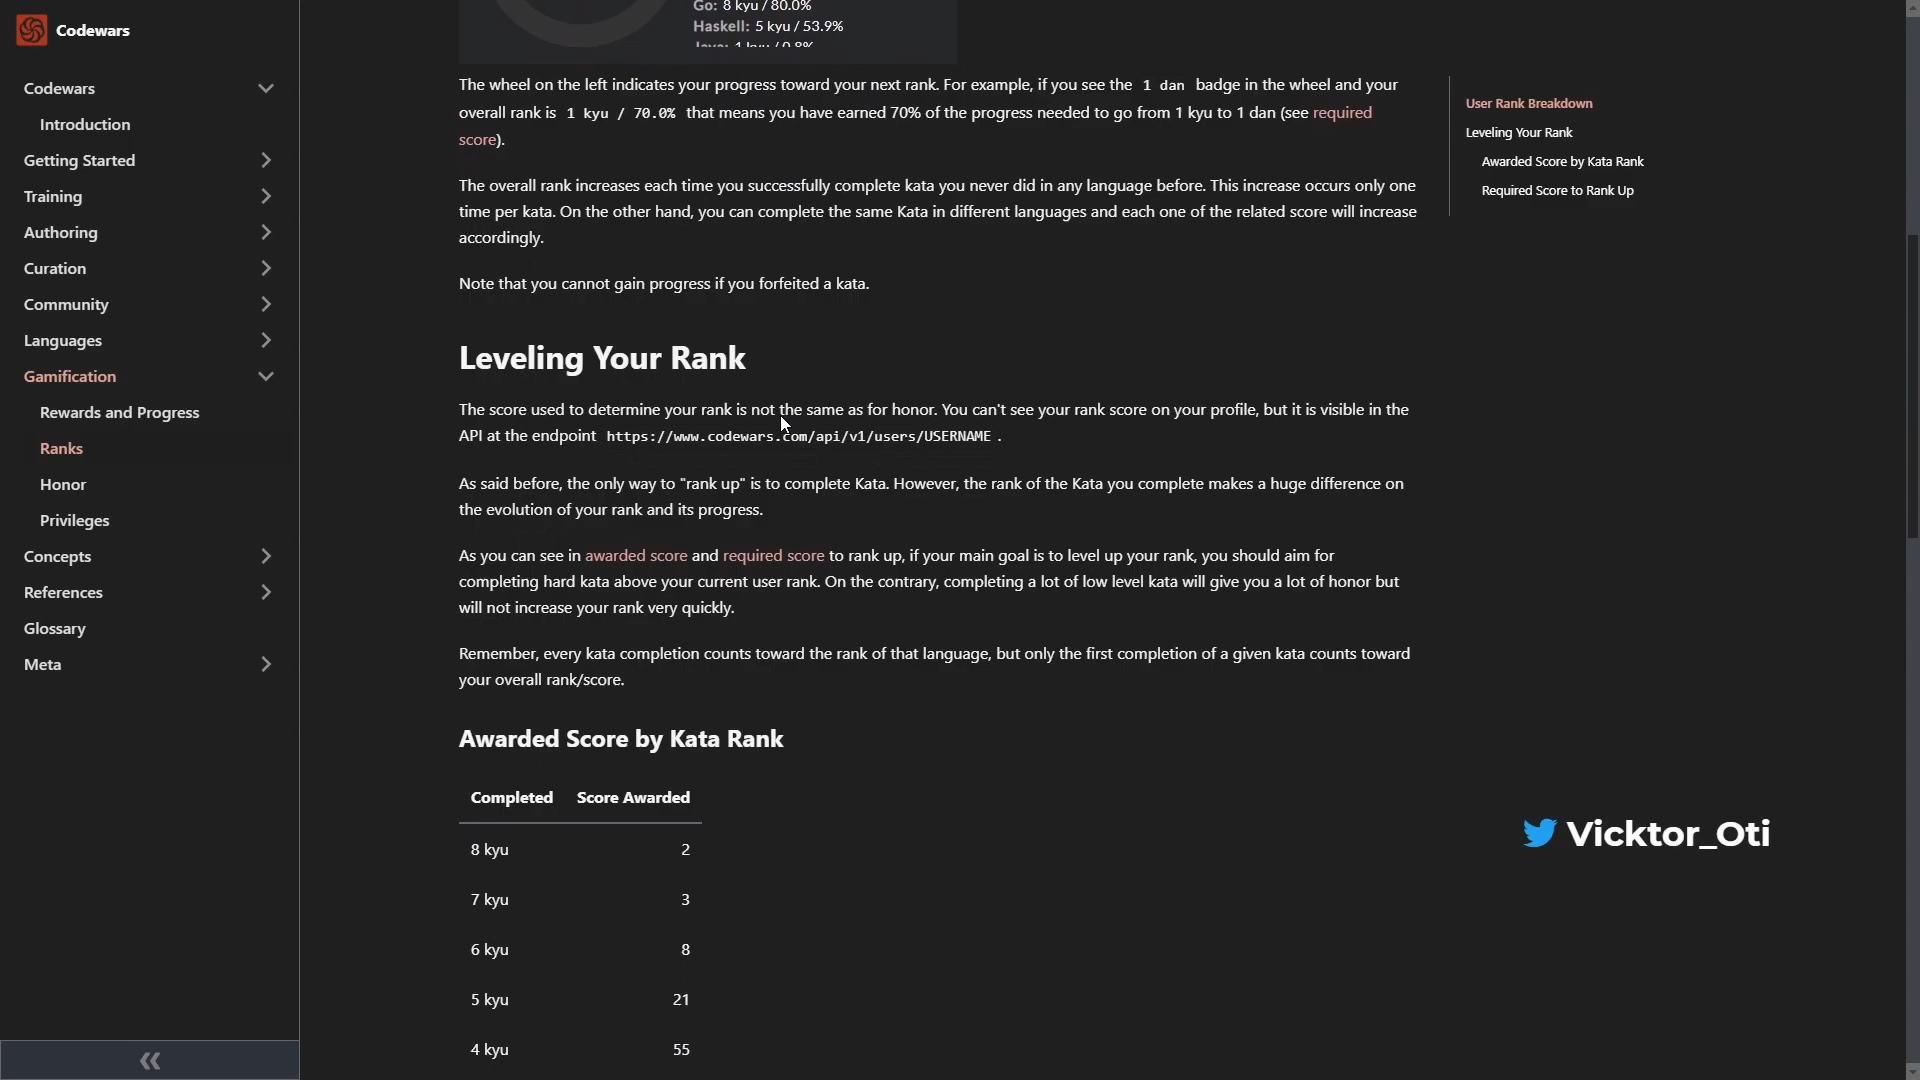 Codewars
Codewars
Introduction
Getting Started
Training
Authoring
Curation
Community
Languages
Gamification
Rewards and Progress
Ranks
Honor
Privileges
Concepts
References
Glossary
Meta
Go: 8 kyu / 80.0%
Haskell: 5 kyu / 53.9%
Java: 1 kyu / 0.8%
The wheel on the left indicates your progress toward your next rank. For example, if you see the 1 dan badge in the wheel and your
overall rank is 1 kyu / 70.0% that means you have earned 70% of the progress needed to go from 1 kyu to 1 dan (see required
score).
The overall rank increases each time you successfully complete kata you never did in any language before. This increase occurs only one
time per kata. On the other hand, you can complete the same Kata in different languages and each one of the related score will increase
accordingly.
Note that you cannot gain progress if you forfeited a kata.
Leveling Your Rank
The score used to determine your rank is not the same as for honor. You can't see your rank score on your profile, but it is visible in the
API at the endpoint https://www.codewars.com/api/v1/users/USERNAME .
As said before, the only way to "rank up" is to complete Kata. However, the rank of the Kata you complete makes a huge difference on
the evolution of your rank and its progress.
As you can see in awarded score and required score to rank up, if your main goal is to level up your rank, you should aim for
completing hard kata above your current user rank. On the contrary, completing a lot of low level kata will give you a lot of honor but
will not increase your rank very quickly.
Remember, every kata completion counts toward the rank of that language, but only the first completion of a given kata counts toward
your overall rank/score.
Awarded Score by Kata Rank
Completed Score Awarded
8 kyu 2
7 kyu 3
6 kyu 8
5 kyu 21
4 kyu 55
User Rank Breakdown
Leveling Your Rank
Awarded Score by Kata Rank
Required Score to Rank Up
Vicktor_Oti